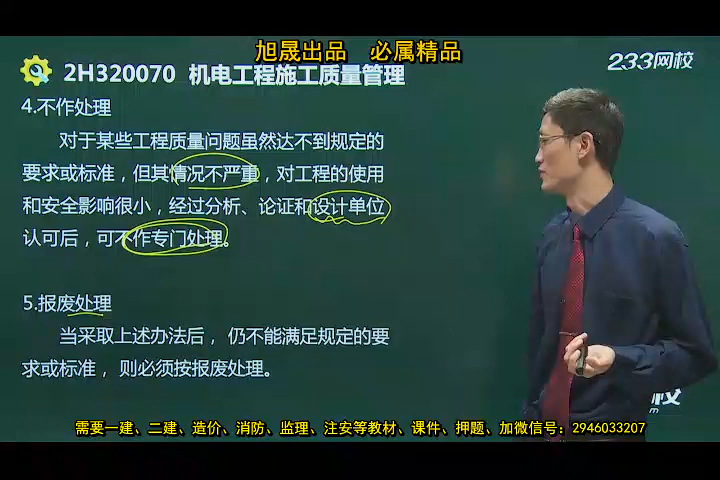 旭晟出品 必属精品
2H320070 机电工程施工质量管理
233网校
4.不作处理
对于某些工程质量问题虽然达不到规定的
要求或标准，但其情况不严重，对工程的使用
和安全影响很小，经过分析、论证和设计单位
认可后，可不作专门处理。
5.报废处理
当采取上述办法后， 仍不能满足规定的要
求或标准， 则必须按报废处理。
需要一建、二建、造价、消防、监理、注安等教材、课件、押题、加微信号：2946033207